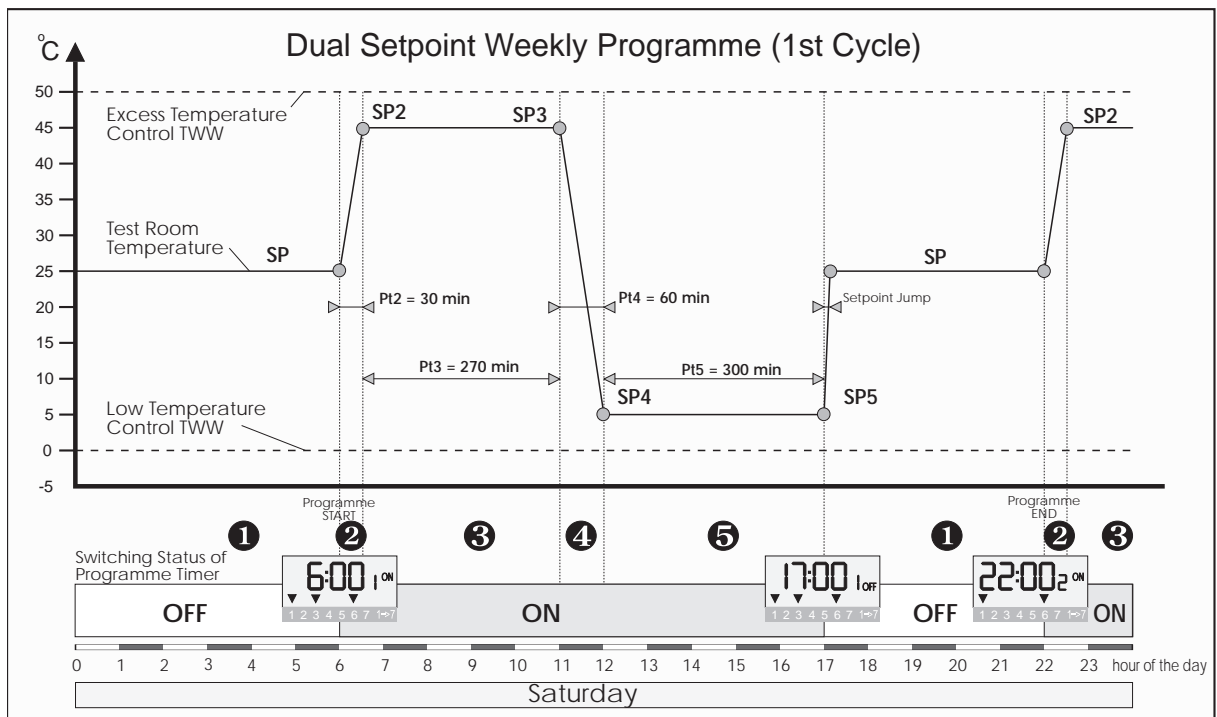 Dual Setpoint Weekly Programme (1st Cycle)
°C
50
45
40
35
30
25
20
15
10
5
0
-5
Excess Temperature
Control TWW
SP2
SP3
SP2
Test Room
Temperature
SP
SP
Pt2 = 30 min
Pt4 = 60 min
Setpoint Jump
Pt3 = 270 min
Pt5 = 300 min
SP4
SP5
Low Temperature
Control TWW
Programme
START
Programme
END
1 2 3 4 5 1 2 3
Switching Status of
Programme Timer
6:00 1 ON
1 2 3 4 5 6 7 1->7
17:00 1 OFF
1 2 3 4 5 6 7 1->7
22:00 2 ON
1 2 3 4 5 6 7 1->7
OFF ON OFF ON
0 1 2 3 4 5 6 7 8 9 10 11 12 13 14 15 16 17 18 19 20 21 22 23 hour of the day
Saturday